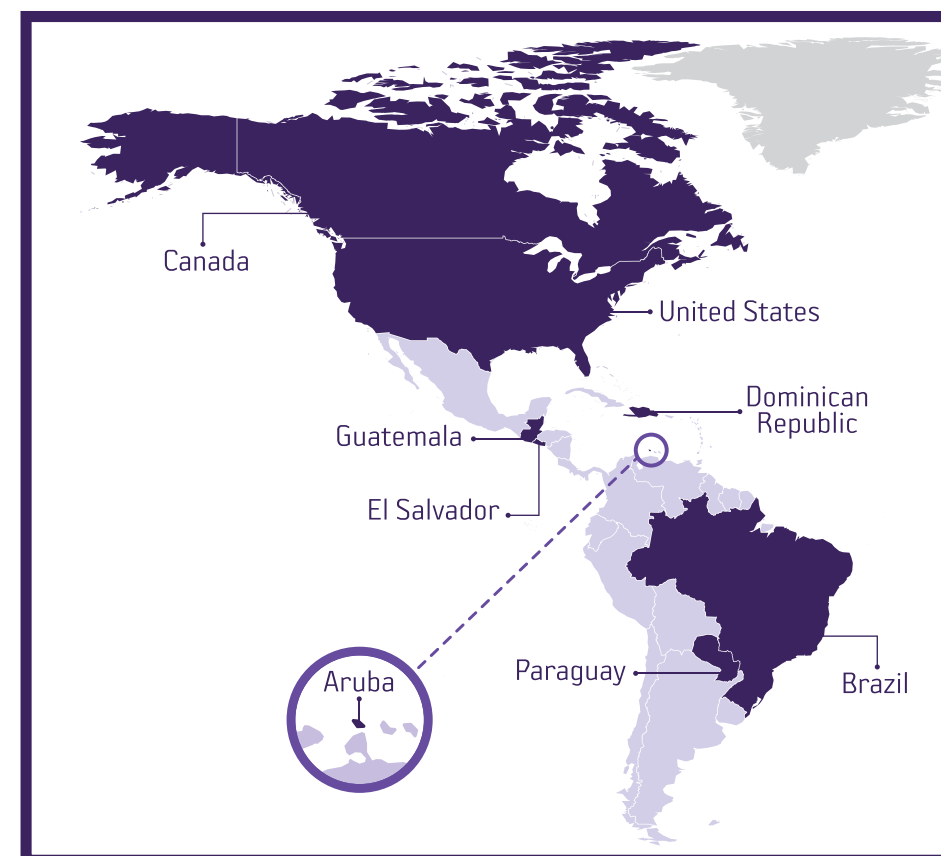 Canada
United States
Dominican
Republic
Guatemala
El Salvador
Paraguay
Aruba
Brazil